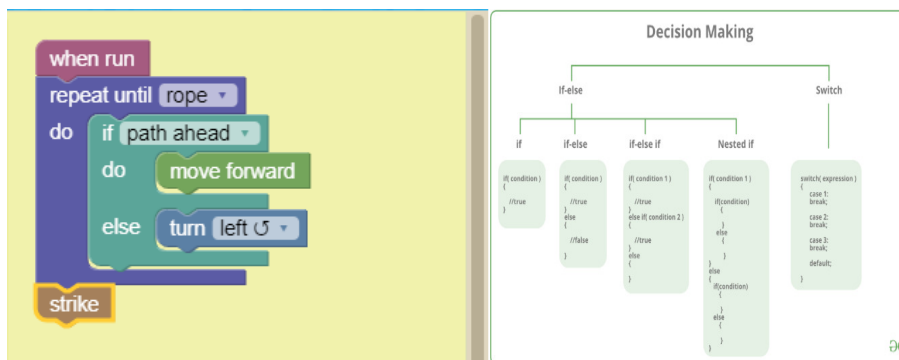 when run
repeat until rope
do if path ahead
do move forward
else turn left
strike
Decision Making
If-else
Switch
if
if-else
if-else if
Nested if
if( condition )
{
//true
}
if( condition )
{
//true
}
else
{
//false
}
if( condition 1 )
{
//true
}
else if( condition 2 )
{
//true
}
else
{
}
if( condition 1 )
{
if(condition)
{
}
else
{
}
}
else
{
if(condition)
{
}
else
{
}
}
switch( expression )
{
case 1:
break;
case 2:
break;
case 3:
break;
default;
}